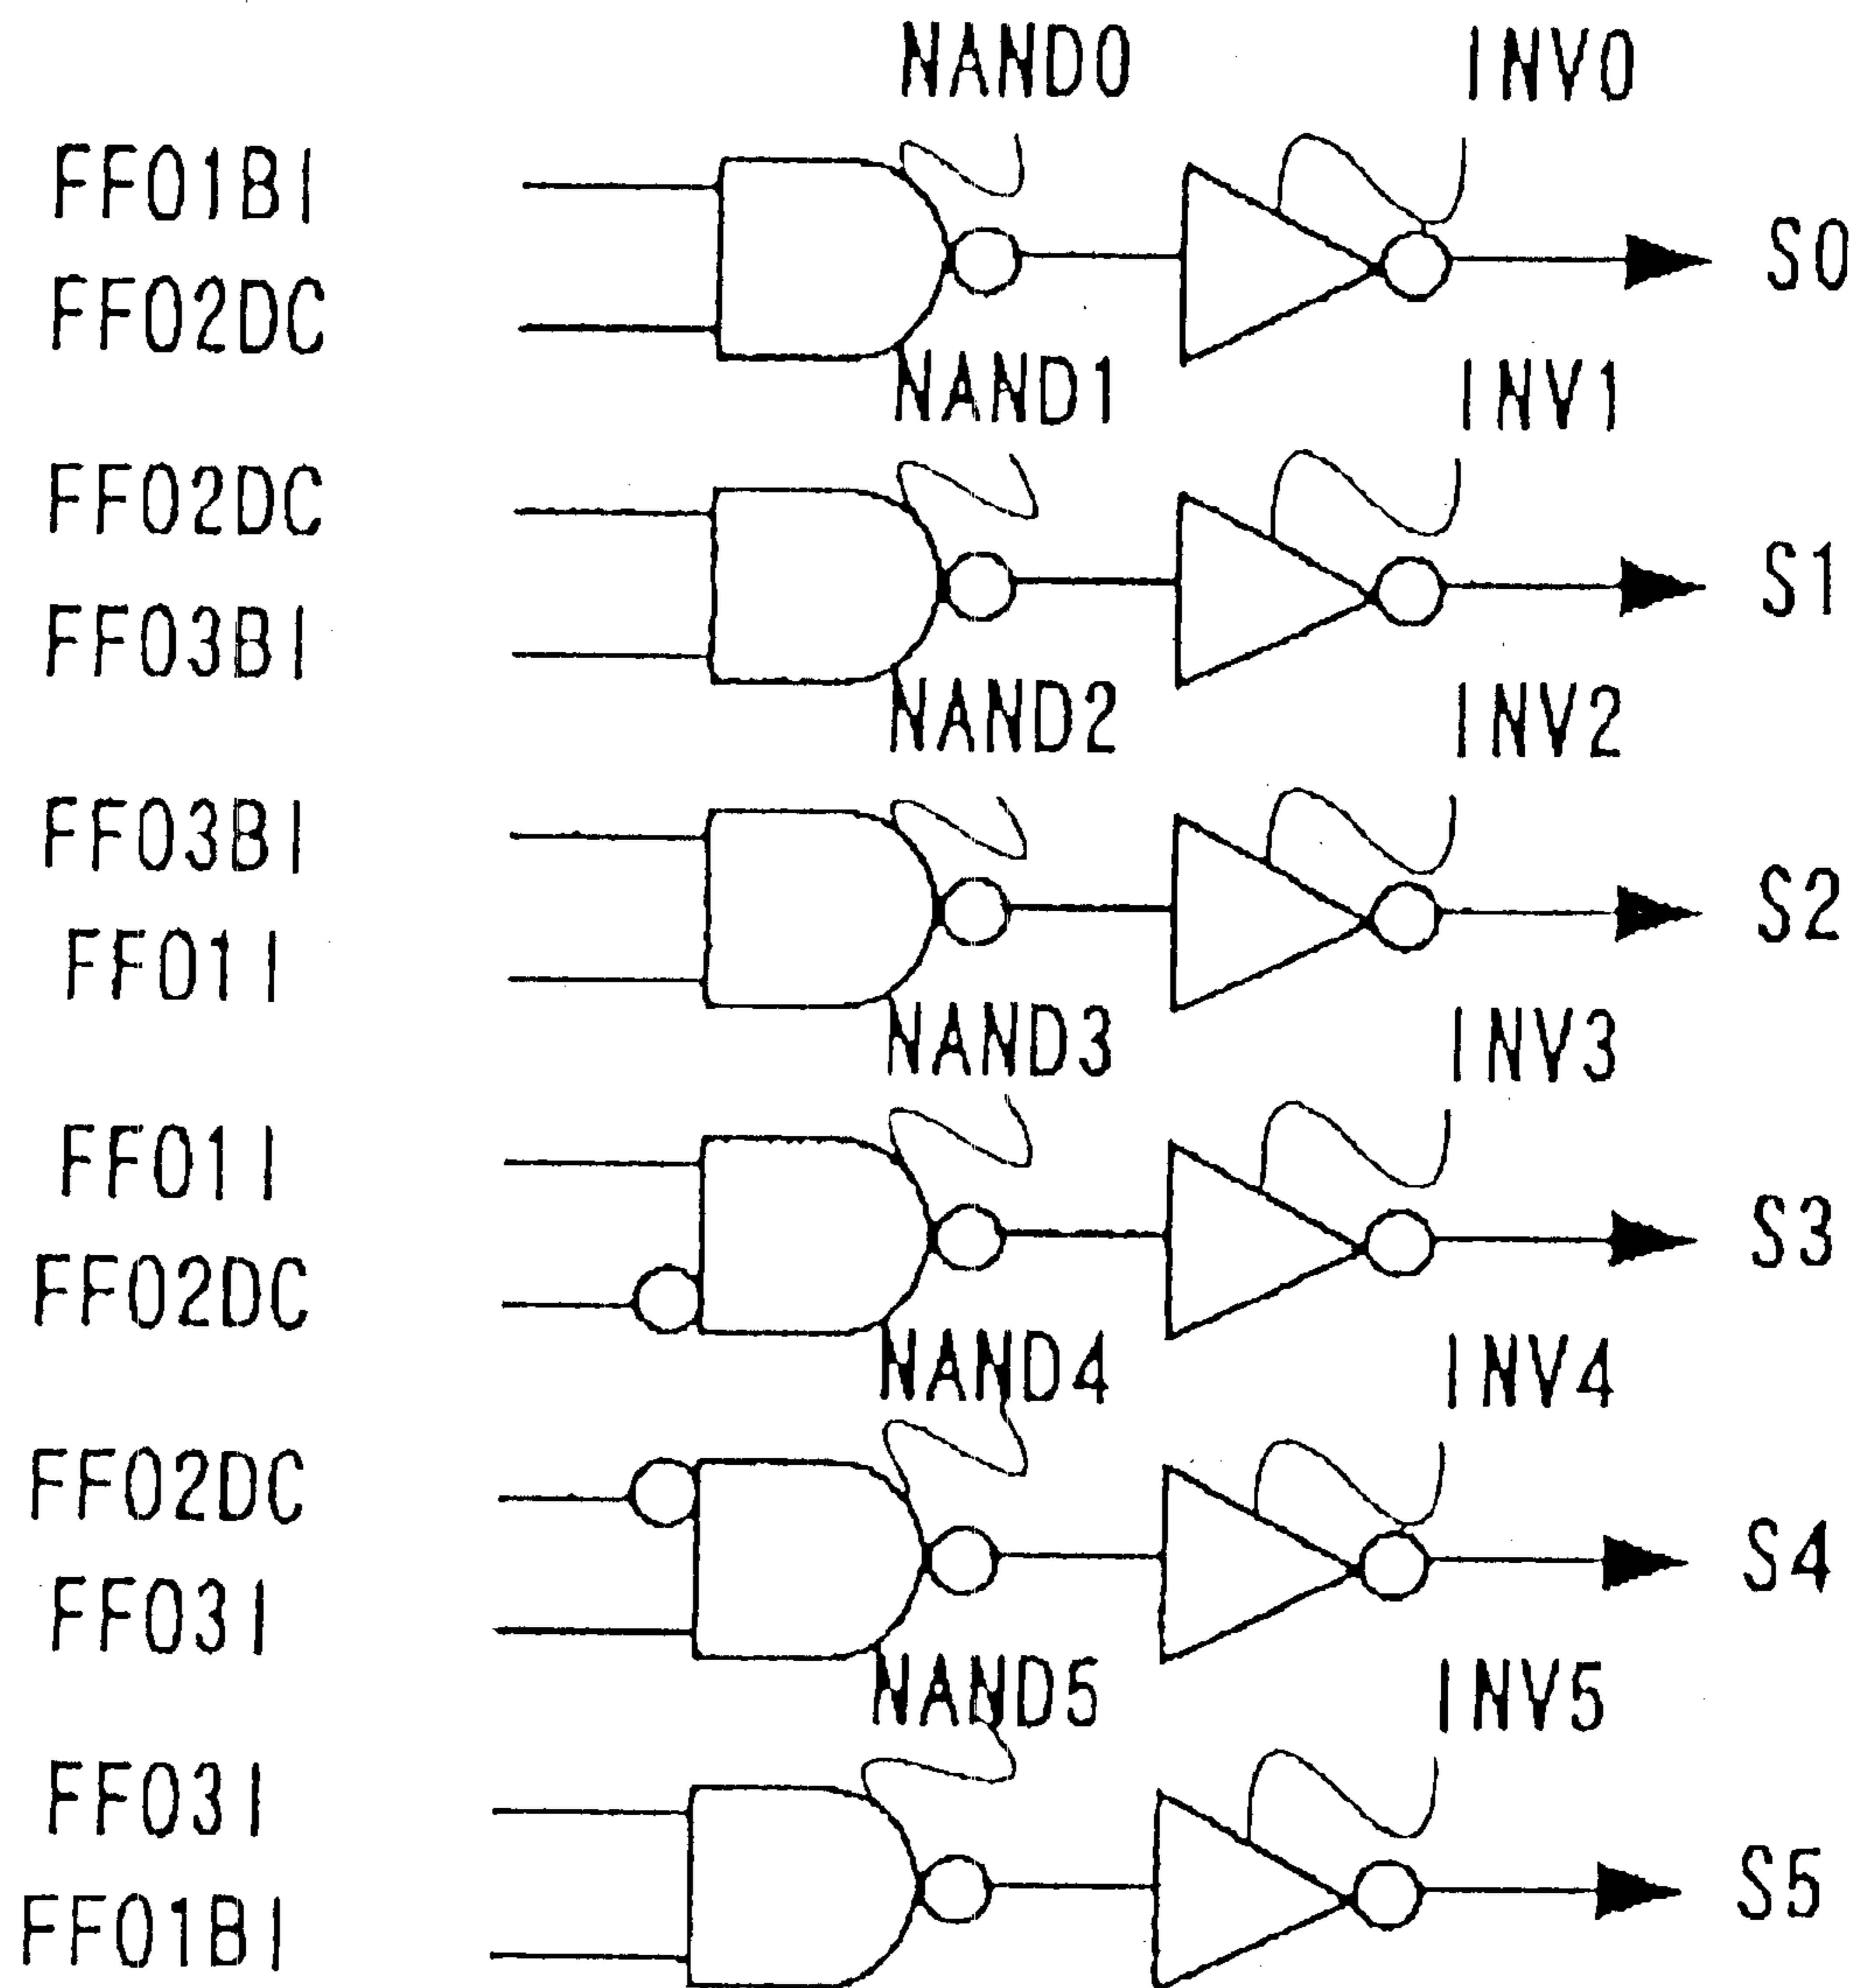 NAND0 INV0
FF01BI
S0
FF02DC
NAND1 INV1
FF02DC
S1
FF03BI
NAND2 INV2
FF03BI
S2
FF01I
NAND3 INV3
FF01I
S3
FF02DC
NAND4 INV4
FF02DC
S4
FF03I
NAND5 INV5
FF03I
S5
FF01BI